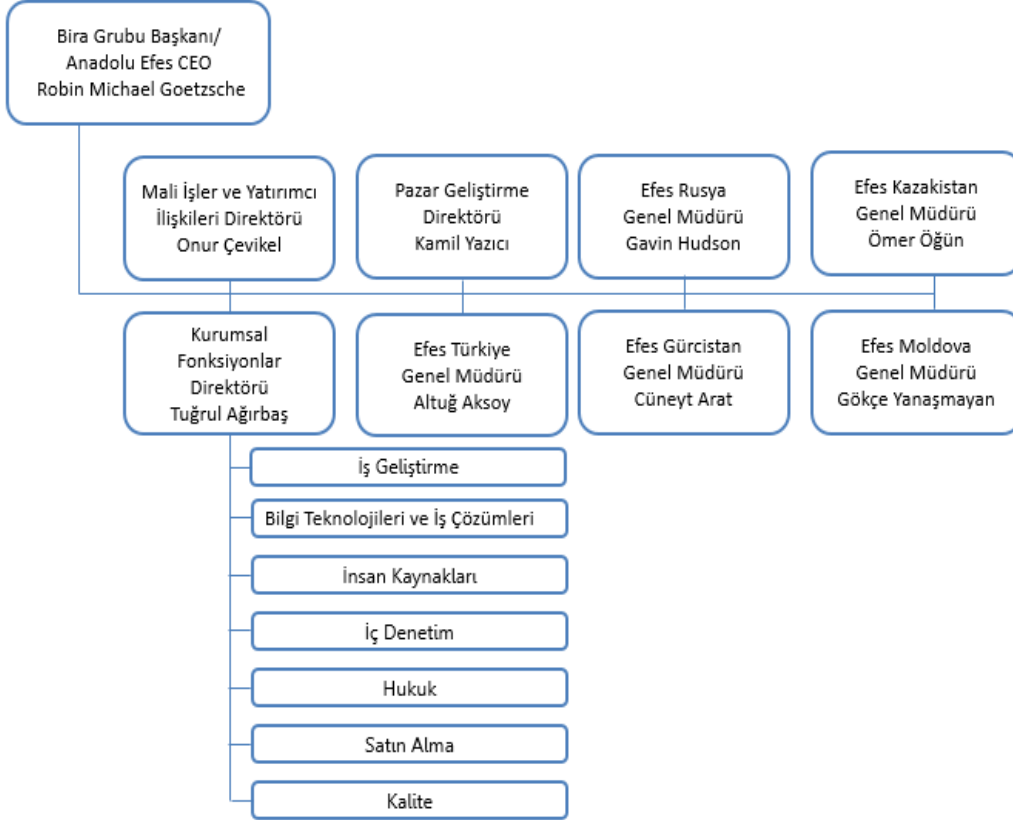 Bira Grubu Başkanı/
Anadolu Efes CEO
Robin Michael Goetzsche
Mali İşler ve Yatırımcı
İlişkileri Direktörü
Onur Çevikel
Pazar Geliştirme
Direktörü
Kamil Yazıcı
Efes Rusya
Genel Müdürü
Gavin Hudson
Efes Kazakistan
Genel Müdürü
Ömer Öğün
Kurumsal
Fonksiyonlar
Direktörü
Tuğrul Ağırbaş
Efes Türkiye
Genel Müdürü
Altuğ Aksoy
Efes Gürcistan
Genel Müdürü
Cüneyt Arat
Efes Moldova
Genel Müdürü
Gökçe Yanaşmayan
İş Geliştirme
Bilgi Teknolojileri ve İş Çözümleri
İnsan Kaynakları
İç Denetim
Hukuk
Satın Alma
Kalite